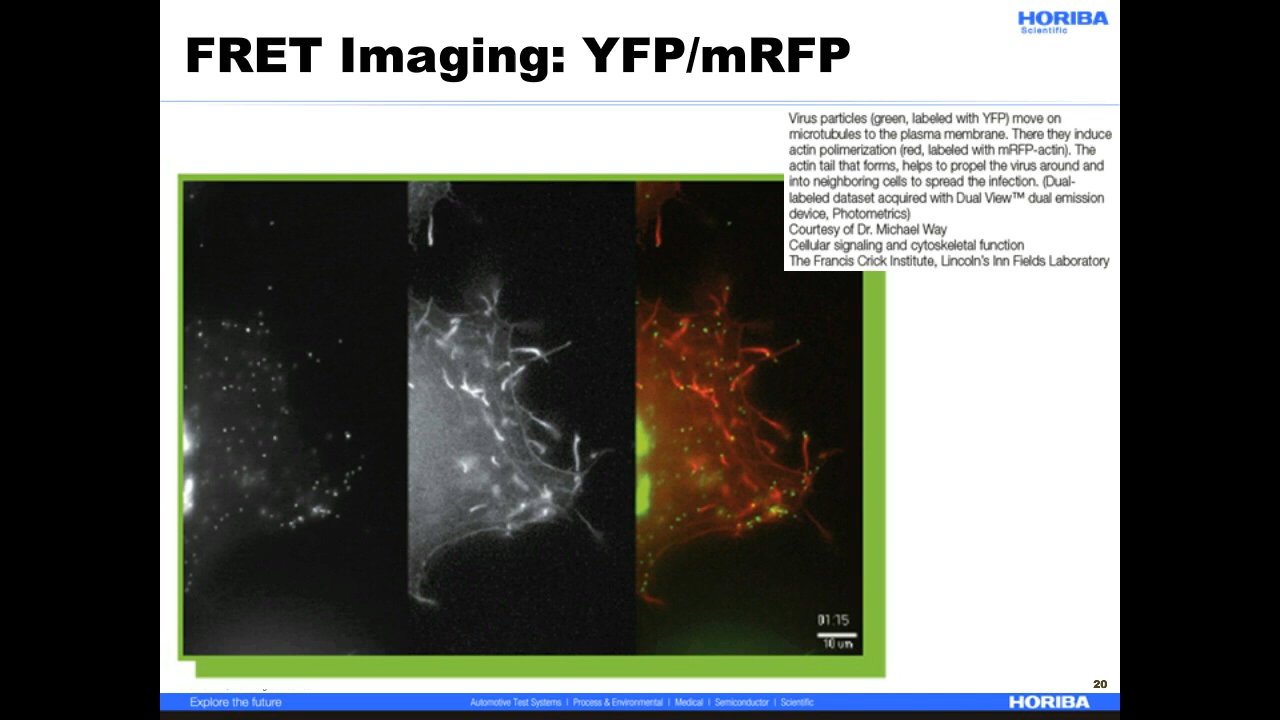 HORIBA
Scientific
FRET Imaging: YFP/mRFP
Virus particles (green, labeled with YFP) move on
microtubules to the plasma membrane. There they induce
actin polimerization (red, labeled with mRFP-actin). The
actin tail that forms, helps to propel the virus around and
into neighboring cells to spread the infection. (Dual-
labeled dataset acquired with Dual View™ dual emission
device, Photometrics)
Courtesy of Dr. Michael Way
Cellular signaling and cytoskeletal function
The Francis Crick Institute, Lincoln's Inn Fields Laboratory
01:15
10 um
20
Explore the future
Automotive Test Systems | Process & Environmental | Medical | Semiconductor | Scientific
HORIBA